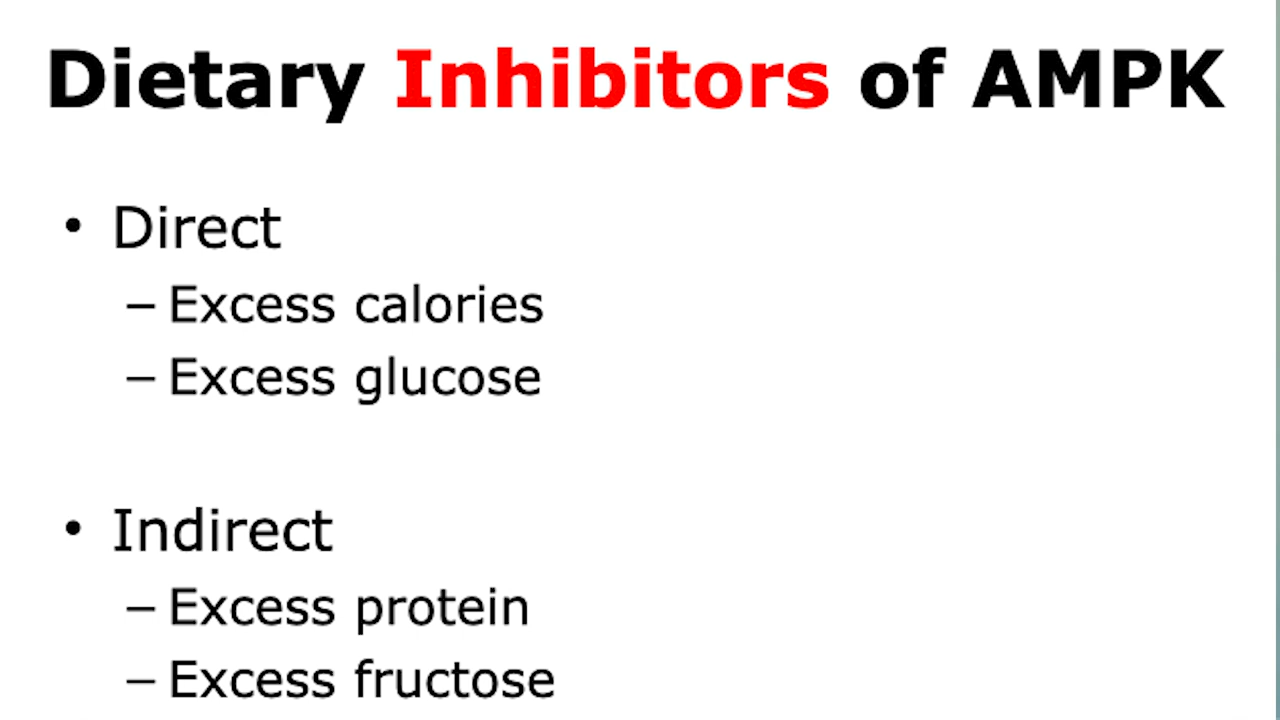 Dietary Inhibitors of AMPK
• Direct
– Excess calories
– Excess glucose
• Indirect
– Excess protein
– Excess fructose